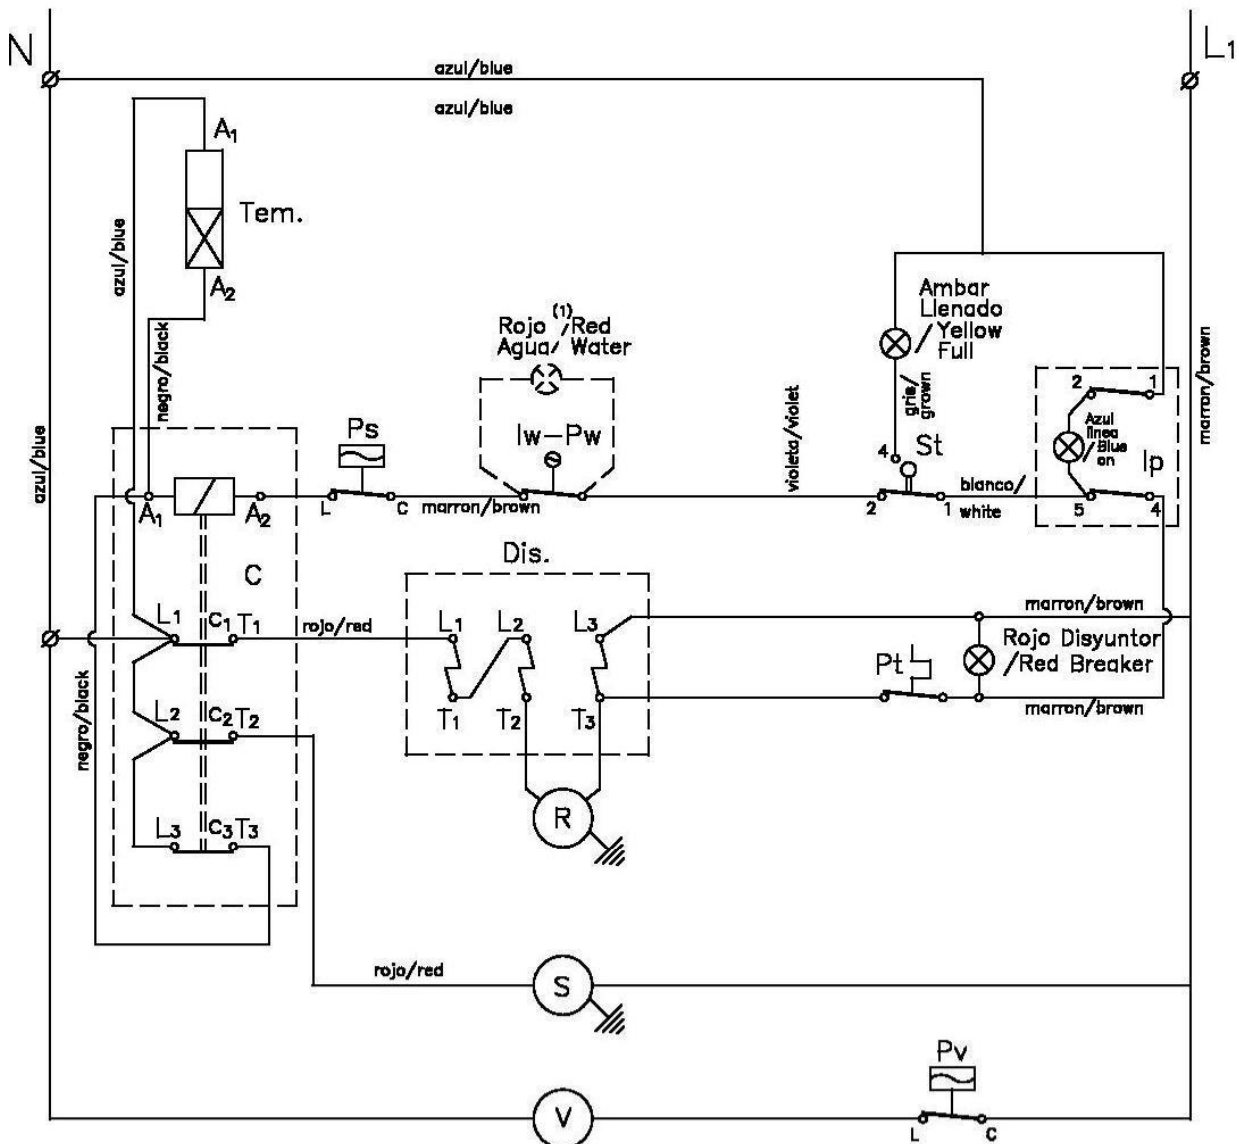 N
L1
azul/blue
azul/blue
A1
Tem.
A2
azul/blue
negro/black
azul/blue
marron/brown
Rojo (1)/Red
Agua/ Water
Ambar
Llenado
/ Yellow
Full
gris/
grown
violeta/violet
2 1
Azul
linea
/ Blue
on
Ip
Ps
Iw-Pw
4 St
A1 A2
L C
marron/brown
2 1
blanco/
white
5 4
C
Dis.
L1 C1 T1
rojo/red
L1 L2 L3
marron/brown
Rojo Disyuntor
/Red Breaker
Pt
T1 T2 T3
marron/brown
negro/black
L2 C2 T2
L3 C3 T3
R
rojo/red
S
Pv
V
L C